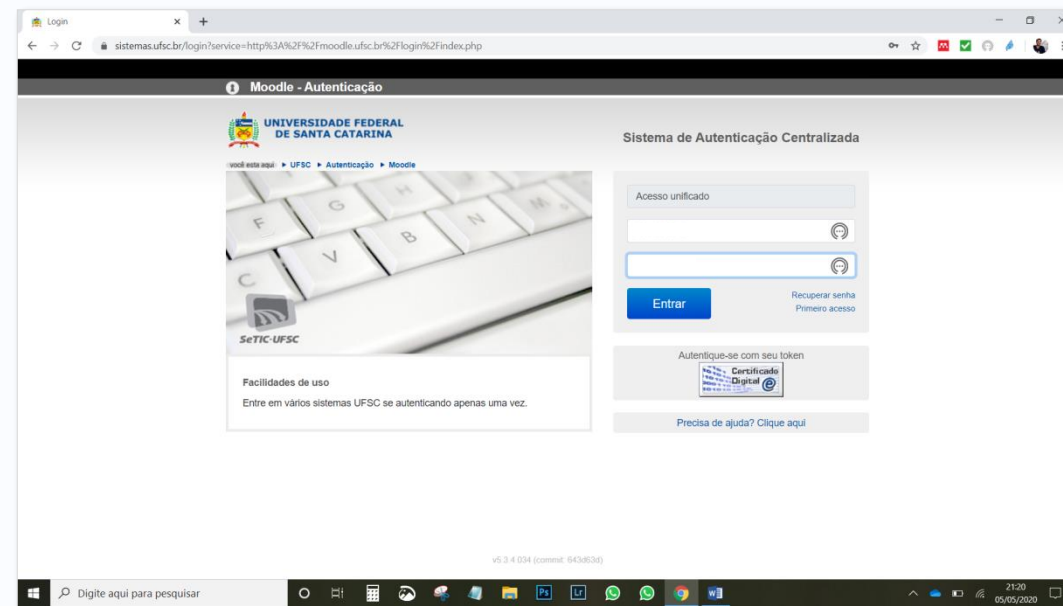 Login
sistemas.ufsc.br/login?service=http%3A%2F%2Fmoodle.ufsc.br%2Flogin%2Findex.php
Moodle - Autenticação
UNIVERSIDADE FEDERAL
DE SANTA CATARINA
Sistema de Autenticação Centralizada
você esta aqui: ▸ UFSC ▸ Autenticação ▸ Moodle
Acesso unificado
F G H N M
C V B
SeTIC-UFSC
Entrar
Recuperar senha
Primeiro acesso
Autentique-se com seu token
Certificado
Digital
Facilidades de uso
Entre em vários sistemas UFSC se autenticando apenas uma vez.
Precisa de ajuda? Clique aqui
v5.3.4.034 (commit: 643d63d)
Digite aqui para pesquisar
Ps
Lr
21:20
05/05/2020